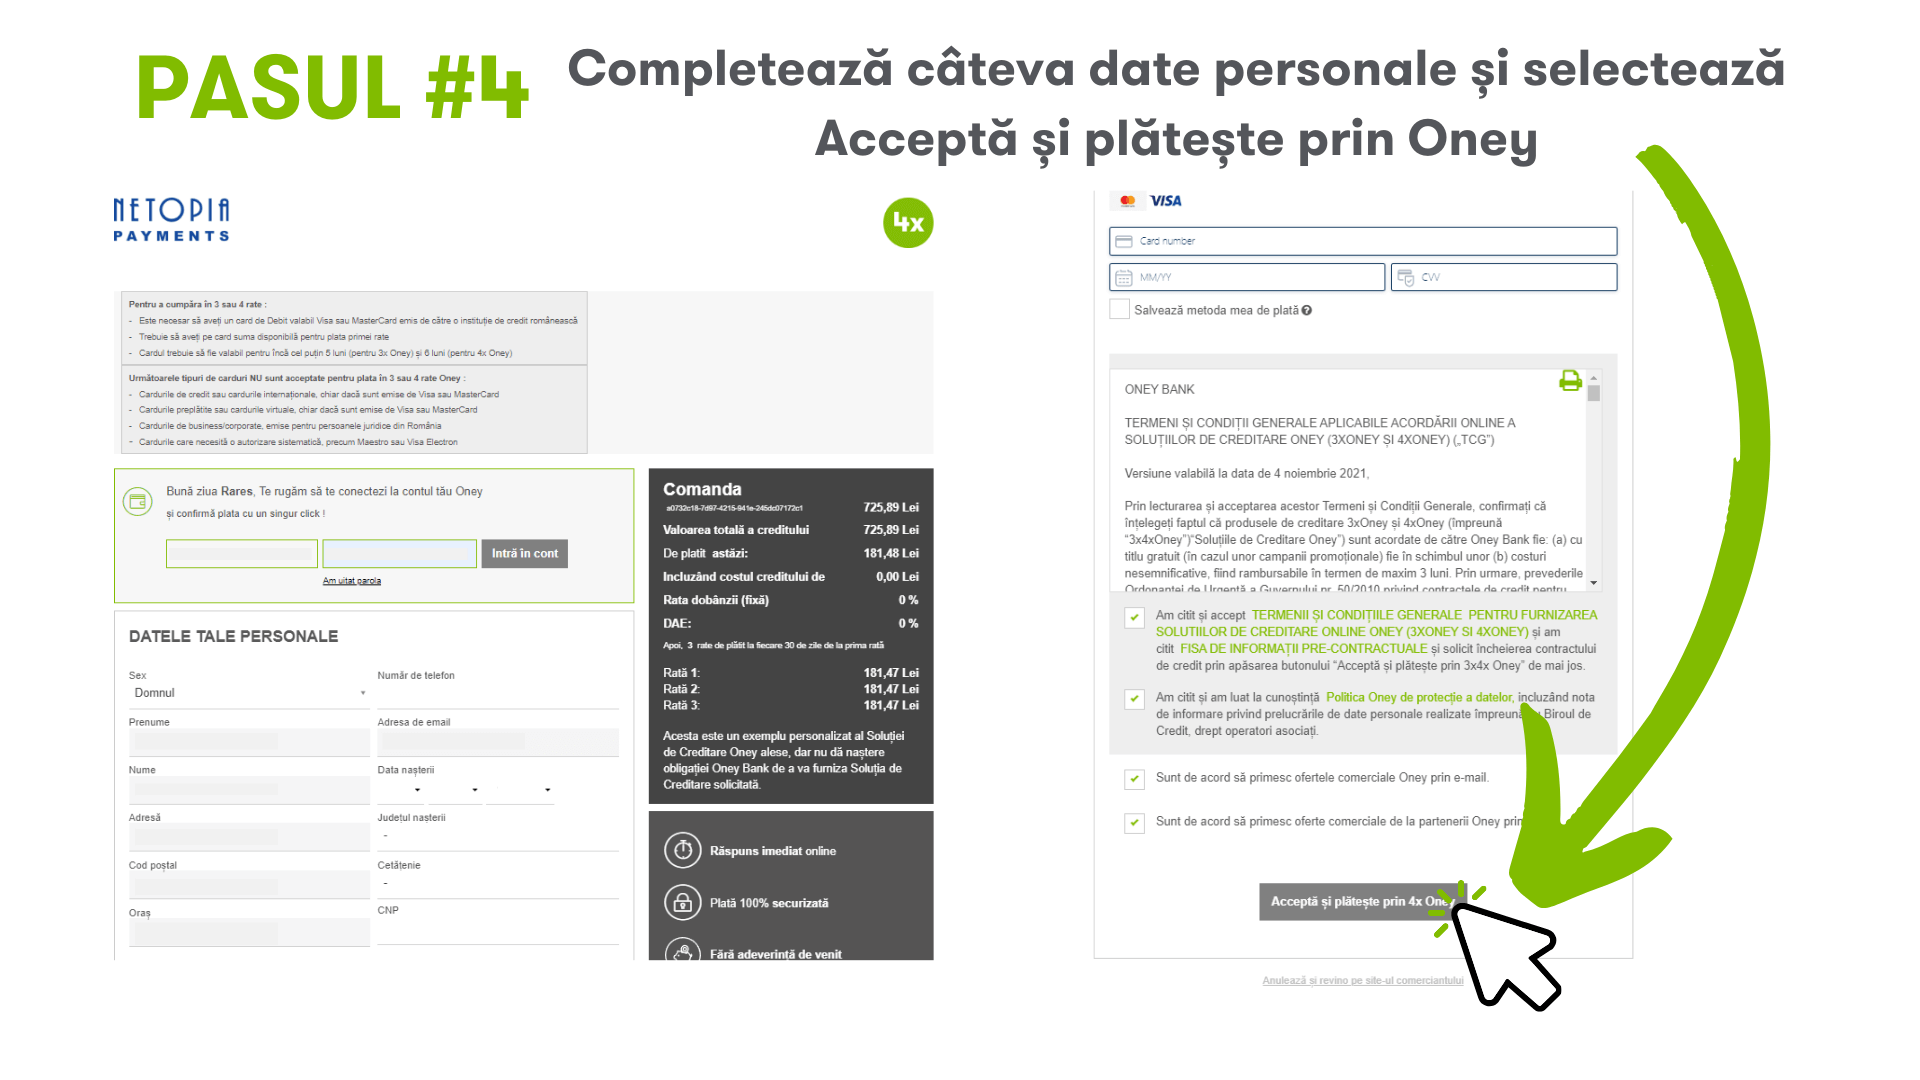 PASUL #4
Completează câteva date personale și selectează
Acceptă și plătește prin Oney
NETOPIA
PAYMENTS
4x
Pentru a cumpăra în 3 sau 4 rate :
- Este necesar să aveți un card de Debit valabil Visa sau MasterCard emis de către o instituție de credit românească
- Trebuie să aveți pe card suma disponibilă pentru plata primei rate
- Cardul trebuie să fie valabil pentru încă cel puțin 5 luni (pentru 3x Oney) și 6 luni (pentru 4x Oney)
Următoarele tipuri de carduri NU sunt acceptate pentru plata în 3 sau 4 rate Oney :
- Cardurile de credit sau cardurile internaționale, chiar dacă sunt emise de Visa sau MasterCard
- Cardurile preplătite sau cardurile virtuale, chiar dacă sunt emise de Visa sau MasterCard
- Cardurile de business/corporate, emise pentru persoanele juridice din România
- Cardurile care necesită o autorizare sistematică, precum Maestro sau Visa Electron
Bună ziua Rares, Te rugăm să te conectezi la contul tău Oney
și confirmă plata cu un singur click !
Intră în cont
Am uitat parola
DATELE TALE PERSONALE
Sex
Domnul
Număr de telefon
Prenume
Adresa de email
Nume
Data nașterii
Adresă
Județul nașterii
-
Cod poștal
Cetățenie
-
Oraș
CNP
Comanda
a0732c18-7d97-4215-941e-245dc07172c1 725,89 Lei
Valoarea totală a creditului 725,89 Lei
De platit astăzi: 181,48 Lei
Incluzând costul creditului de 0,00 Lei
Rata dobânzii (fixă) 0 %
DAE: 0 %
Apoi, 3 rate de plătit la fiecare 30 de zile de la prima rată
Rată 1: 181,47 Lei
Rată 2: 181,47 Lei
Rată 3: 181,47 Lei
Acesta este un exemplu personalizat al Soluției
de Creditare Oney alese, dar nu dă naștere
obligației Oney Bank de a va furniza Soluția de
Creditare solicitată.
Răspuns imediat online
Plată 100% securizată
Fără adeverință de venit
VISA
Card number
MM/YY
CVV
Salvează metoda mea de plată
ONEY BANK
TERMENI ȘI CONDIȚII GENERALE APLICABILE ACORDĂRII ONLINE A
SOLUȚIILOR DE CREDITARE ONEY (3XONEY ȘI 4XONEY) („TCG”)
Versiune valabilă la data de 4 noiembrie 2021,
Prin lecturarea și acceptarea acestor Termeni și Condiții Generale, confirmați că
înțelegeți faptul că produsele de creditare 3xOney și 4xOney (împreună
“3x4xOney”)“Soluțiile de Creditare Oney”) sunt acordate de către Oney Bank fie: (a) cu
titlu gratuit (în cazul unor campanii promoționale) fie în schimbul unor (b) costuri
nesemnificative, fiind rambursabile în termen de maxim 3 luni. Prin urmare, prevederile
Ordonanței de Urgență a Guvernului nr. 50/2010 privind contractele de credit pentru
Am citit și accept TERMENII ȘI CONDIȚIILE GENERALE PENTRU FURNIZAREA
SOLUTIILOR DE CREDITARE ONLINE ONEY (3XONEY SI 4XONEY) și am
citit FISA DE INFORMAȚII PRE-CONTRACTUALE și solicit încheierea contractului
de credit prin apăsarea butonului “Acceptă și plătește prin 3x4x Oney” de mai jos.
Am citit și am luat la cunoștință Politica Oney de protecție a datelor, incluzând nota
de informare privind prelucrările de date personale realizate împreună Biroul de
Credit, drept operatori asociați.
Sunt de acord să primesc ofertele comerciale Oney prin e-mail.
Sunt de acord să primesc oferte comerciale de la partenerii Oney prin
Acceptă și plătește prin 4x Oney
Anulează și revino pe site-ul comerciantului